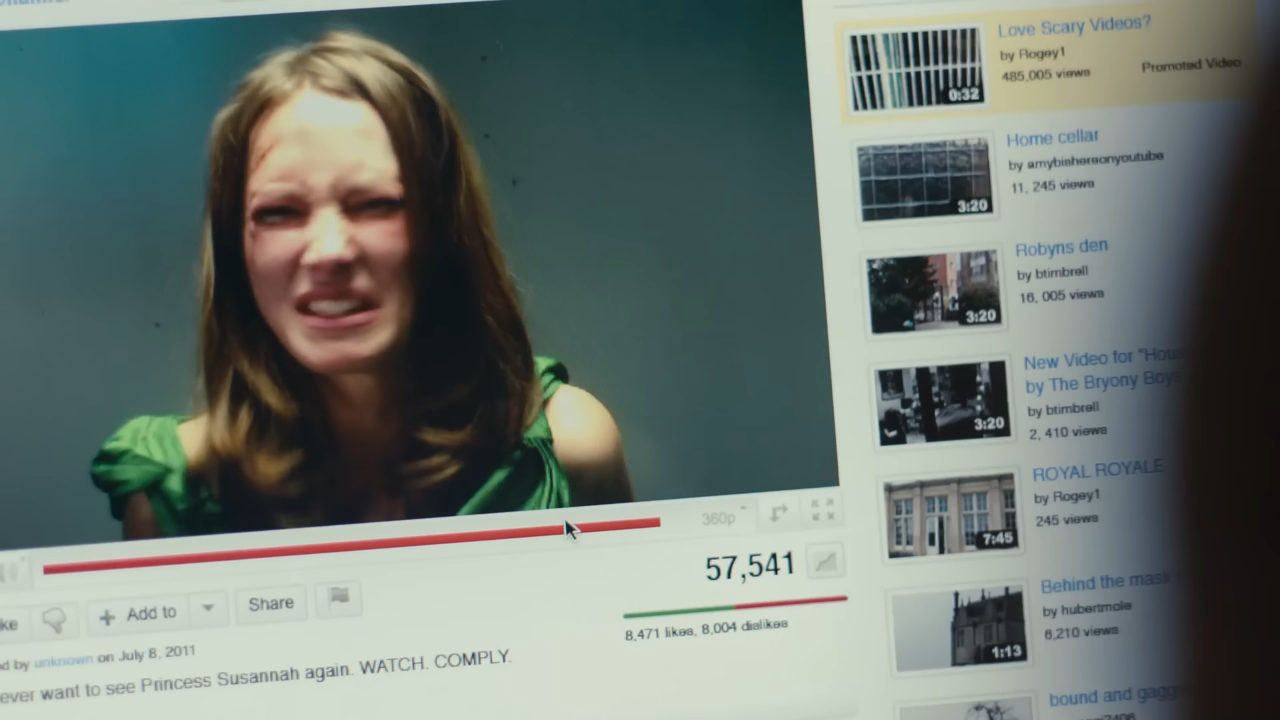 360p
57,541
Add to
Share
8,471 likes, 8,004 dislikes
by unknown on July 8, 2011
ever want to see Princess Susannah again. WATCH. COMPLY.
Love Scary Videos?
by Rogey1
485,005 views
Promoted Video
0:32
Home cellar
by amybishereonyoutube
11, 245 views
3:20
Robyns den
by btimbrell
16, 005 views
3:20
New Video for "Hou
by The Bryony Boys
by btimbrell
2, 410 views
3:20
ROYAL ROYALE
by Rogey1
245 views
7:45
Behind the mask
by hubertmole
6,210 views
1:13
bound and gagg